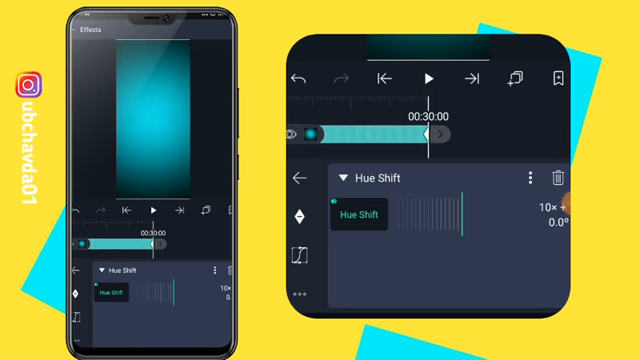 ubchavda01
Effects
00:30:00
Hue Shift
Hue Shift
10×
0.
00:30:00
Hue Shift
Hue Shift
10× +
0.0°